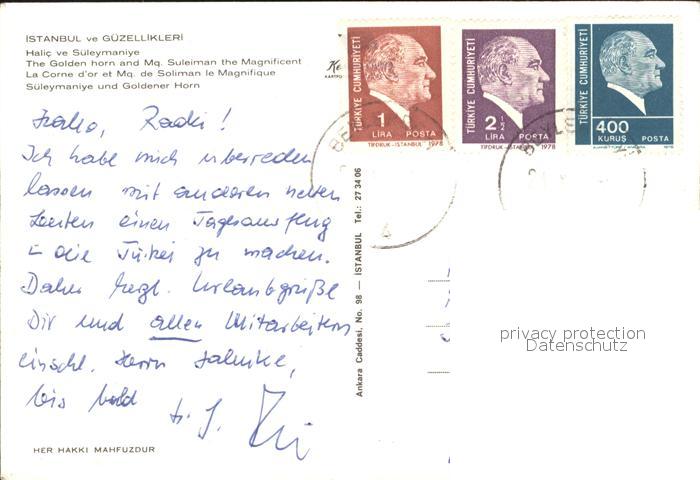 İSTANBUL ve GÜZELLİKLERİ
Haliç ve Süleymaniye
The Golden horn and Mq. Suleiman the Magnificent
La Corne d'or et Mq. de Soliman le Magnifique
Süleymaniye und Goldener Horn
Ich habe mich überreden
lassen mit anderen netten
Leuten einen Tagesausflug
in die Türkei zu machen.
Daher Urlaubsgrüße
Dir und allen Mitarbeitern
einschl. Herrn
bis bald
HER HAKKI MAHFUZDUR
Ankara Caddesi, No. 98 — İSTANBUL Tel.: 27 34 06
TÜRKİYE CUMHURİYETİ
1
LİRA POSTA
TİFDRUK-İSTANBUL 1978
TÜRKİYE CUMHURİYETİ
2 1/2
LİRA POSTA
TİFDRUK-İSTANBUL 1978
TÜRKİYE CUMHURİYETİ
400
KURUŞ POSTA
privacy protection
Datenschutz